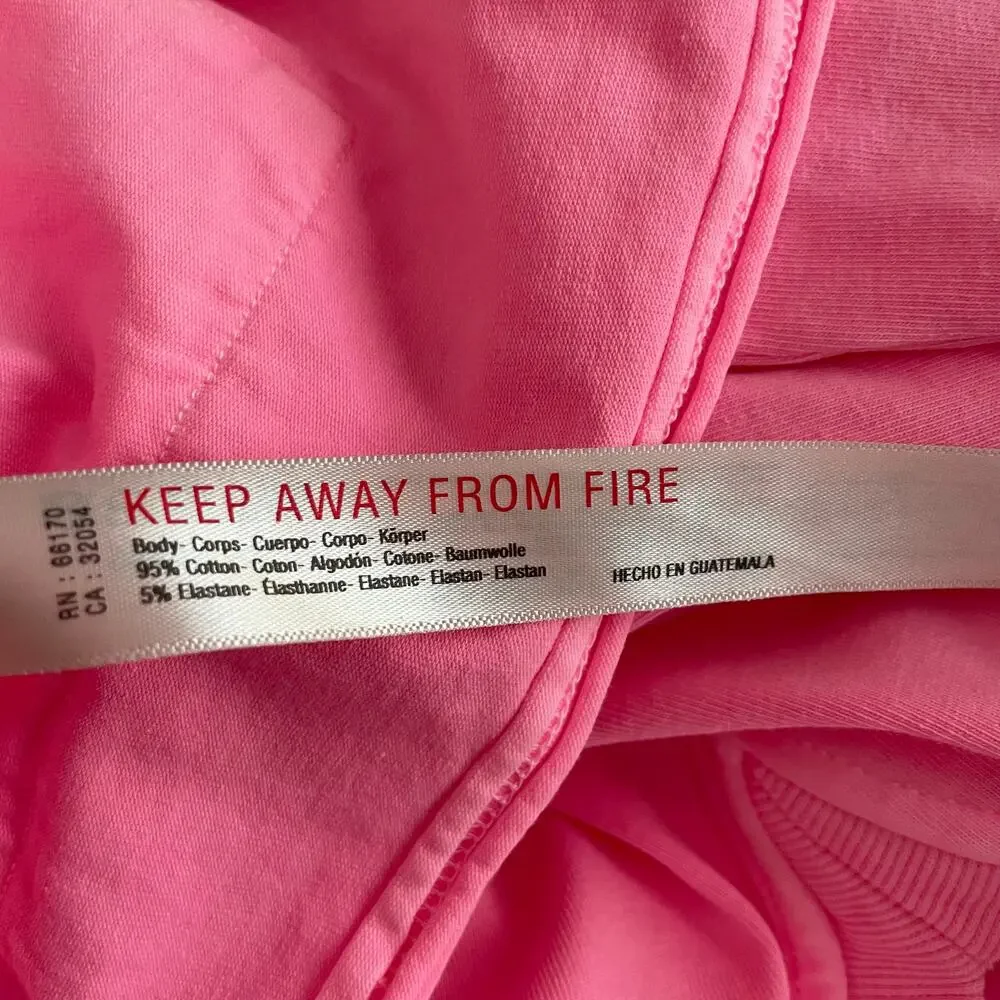 RN : 66170
CA : 32054
KEEP AWAY FROM FIRE
Body- Corps- Cuerpo- Corpo- Körper
95% Cotton- Coton- Algodón- Cotone- Baumwolle
5% Elastane- Élasthanne- Elastane- Elastan- Elastan
HECHO EN GUATEMALA